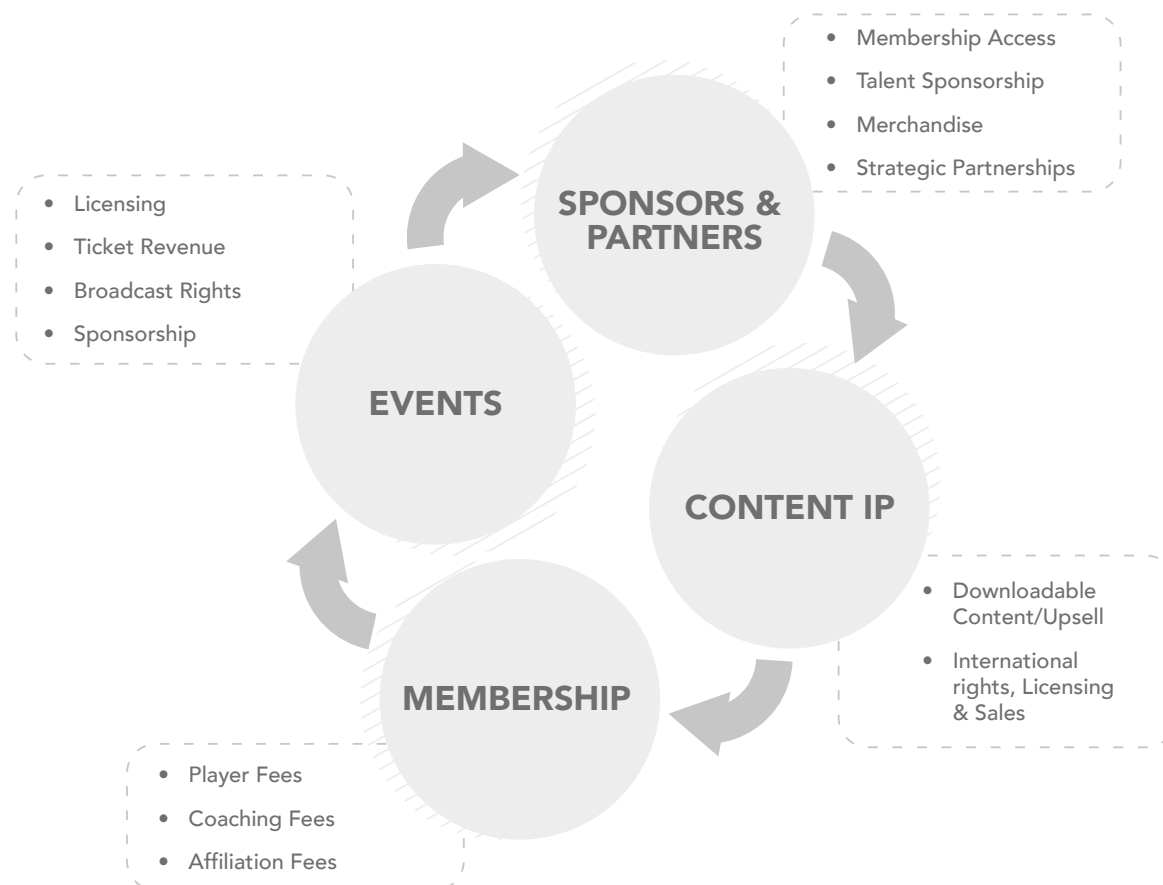 Membership Access
Talent Sponsorship
Merchandise
Strategic Partnerships
SPONSORS &
PARTNERS
Licensing
Ticket Revenue
Broadcast Rights
Sponsorship
EVENTS
CONTENT IP
Downloadable
Content/Upsell
International
rights, Licensing
& Sales
MEMBERSHIP
Player Fees
Coaching Fees
Affiliation Fees